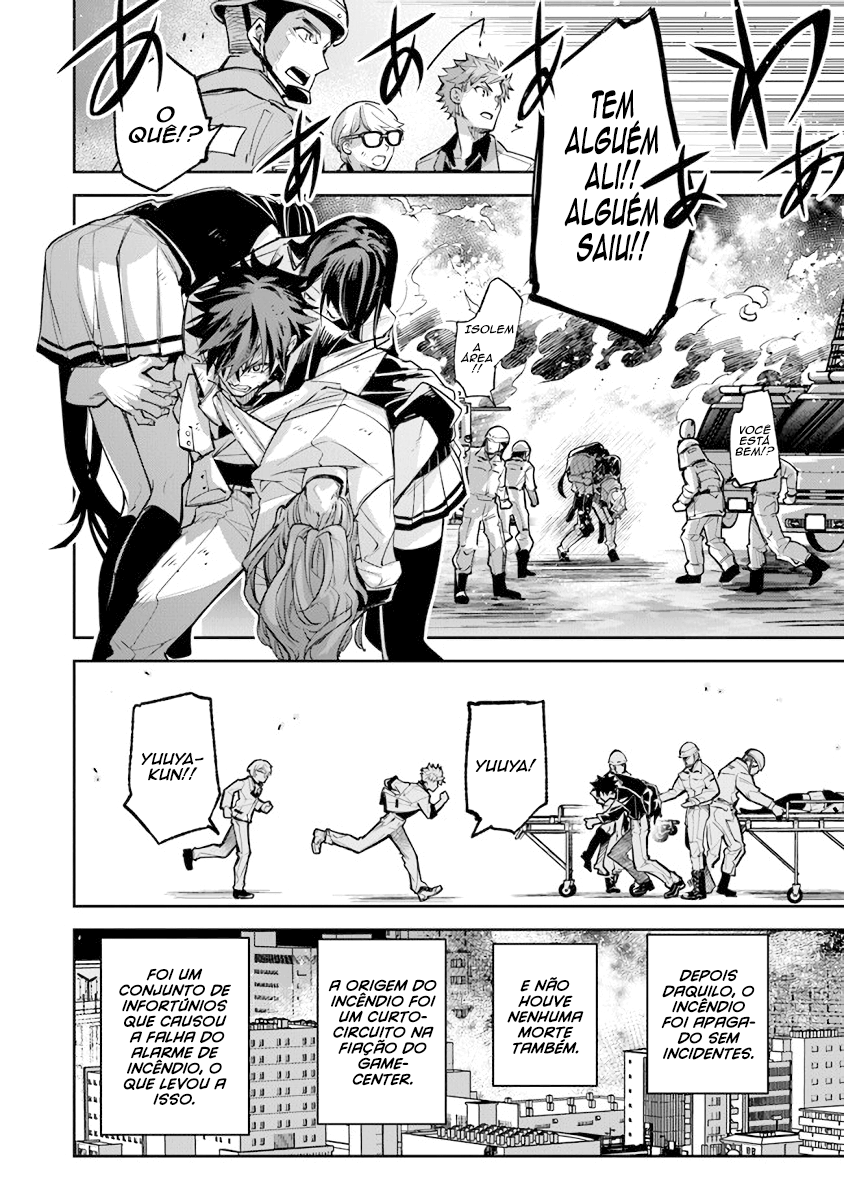 わ
あ
あ
あ
あ
TEM
ALGUÉM
ALI!!
ALGUÉM
SAIU!!
O
QUÊ!?
VOCÊ
ESTÁ
BEM!?
ISOLEM
A
ÁREA
!!
YUUYA!
YUUYA-
KUN!!
DEPOIS
DAQUILO, O
INCÊNDIO
FOI APAGA-
DO SEM
INCIDENTES.
E NÃO
HOUVE
NENHUMA
MORTE
TAMBÉM.
A ORIGEM DO
INCÊNDIO FOI
UM CURTO-
CIRCUITO NA
FIAÇÃO DO
GAME-
CENTER.
FOI UM
CONJUNTO DE
INFORTÚNIOS
QUE CAUSOU
A FALHA DO
ALARME DE
INCÊNDIO, O
QUE LEVOU A
ISSO.